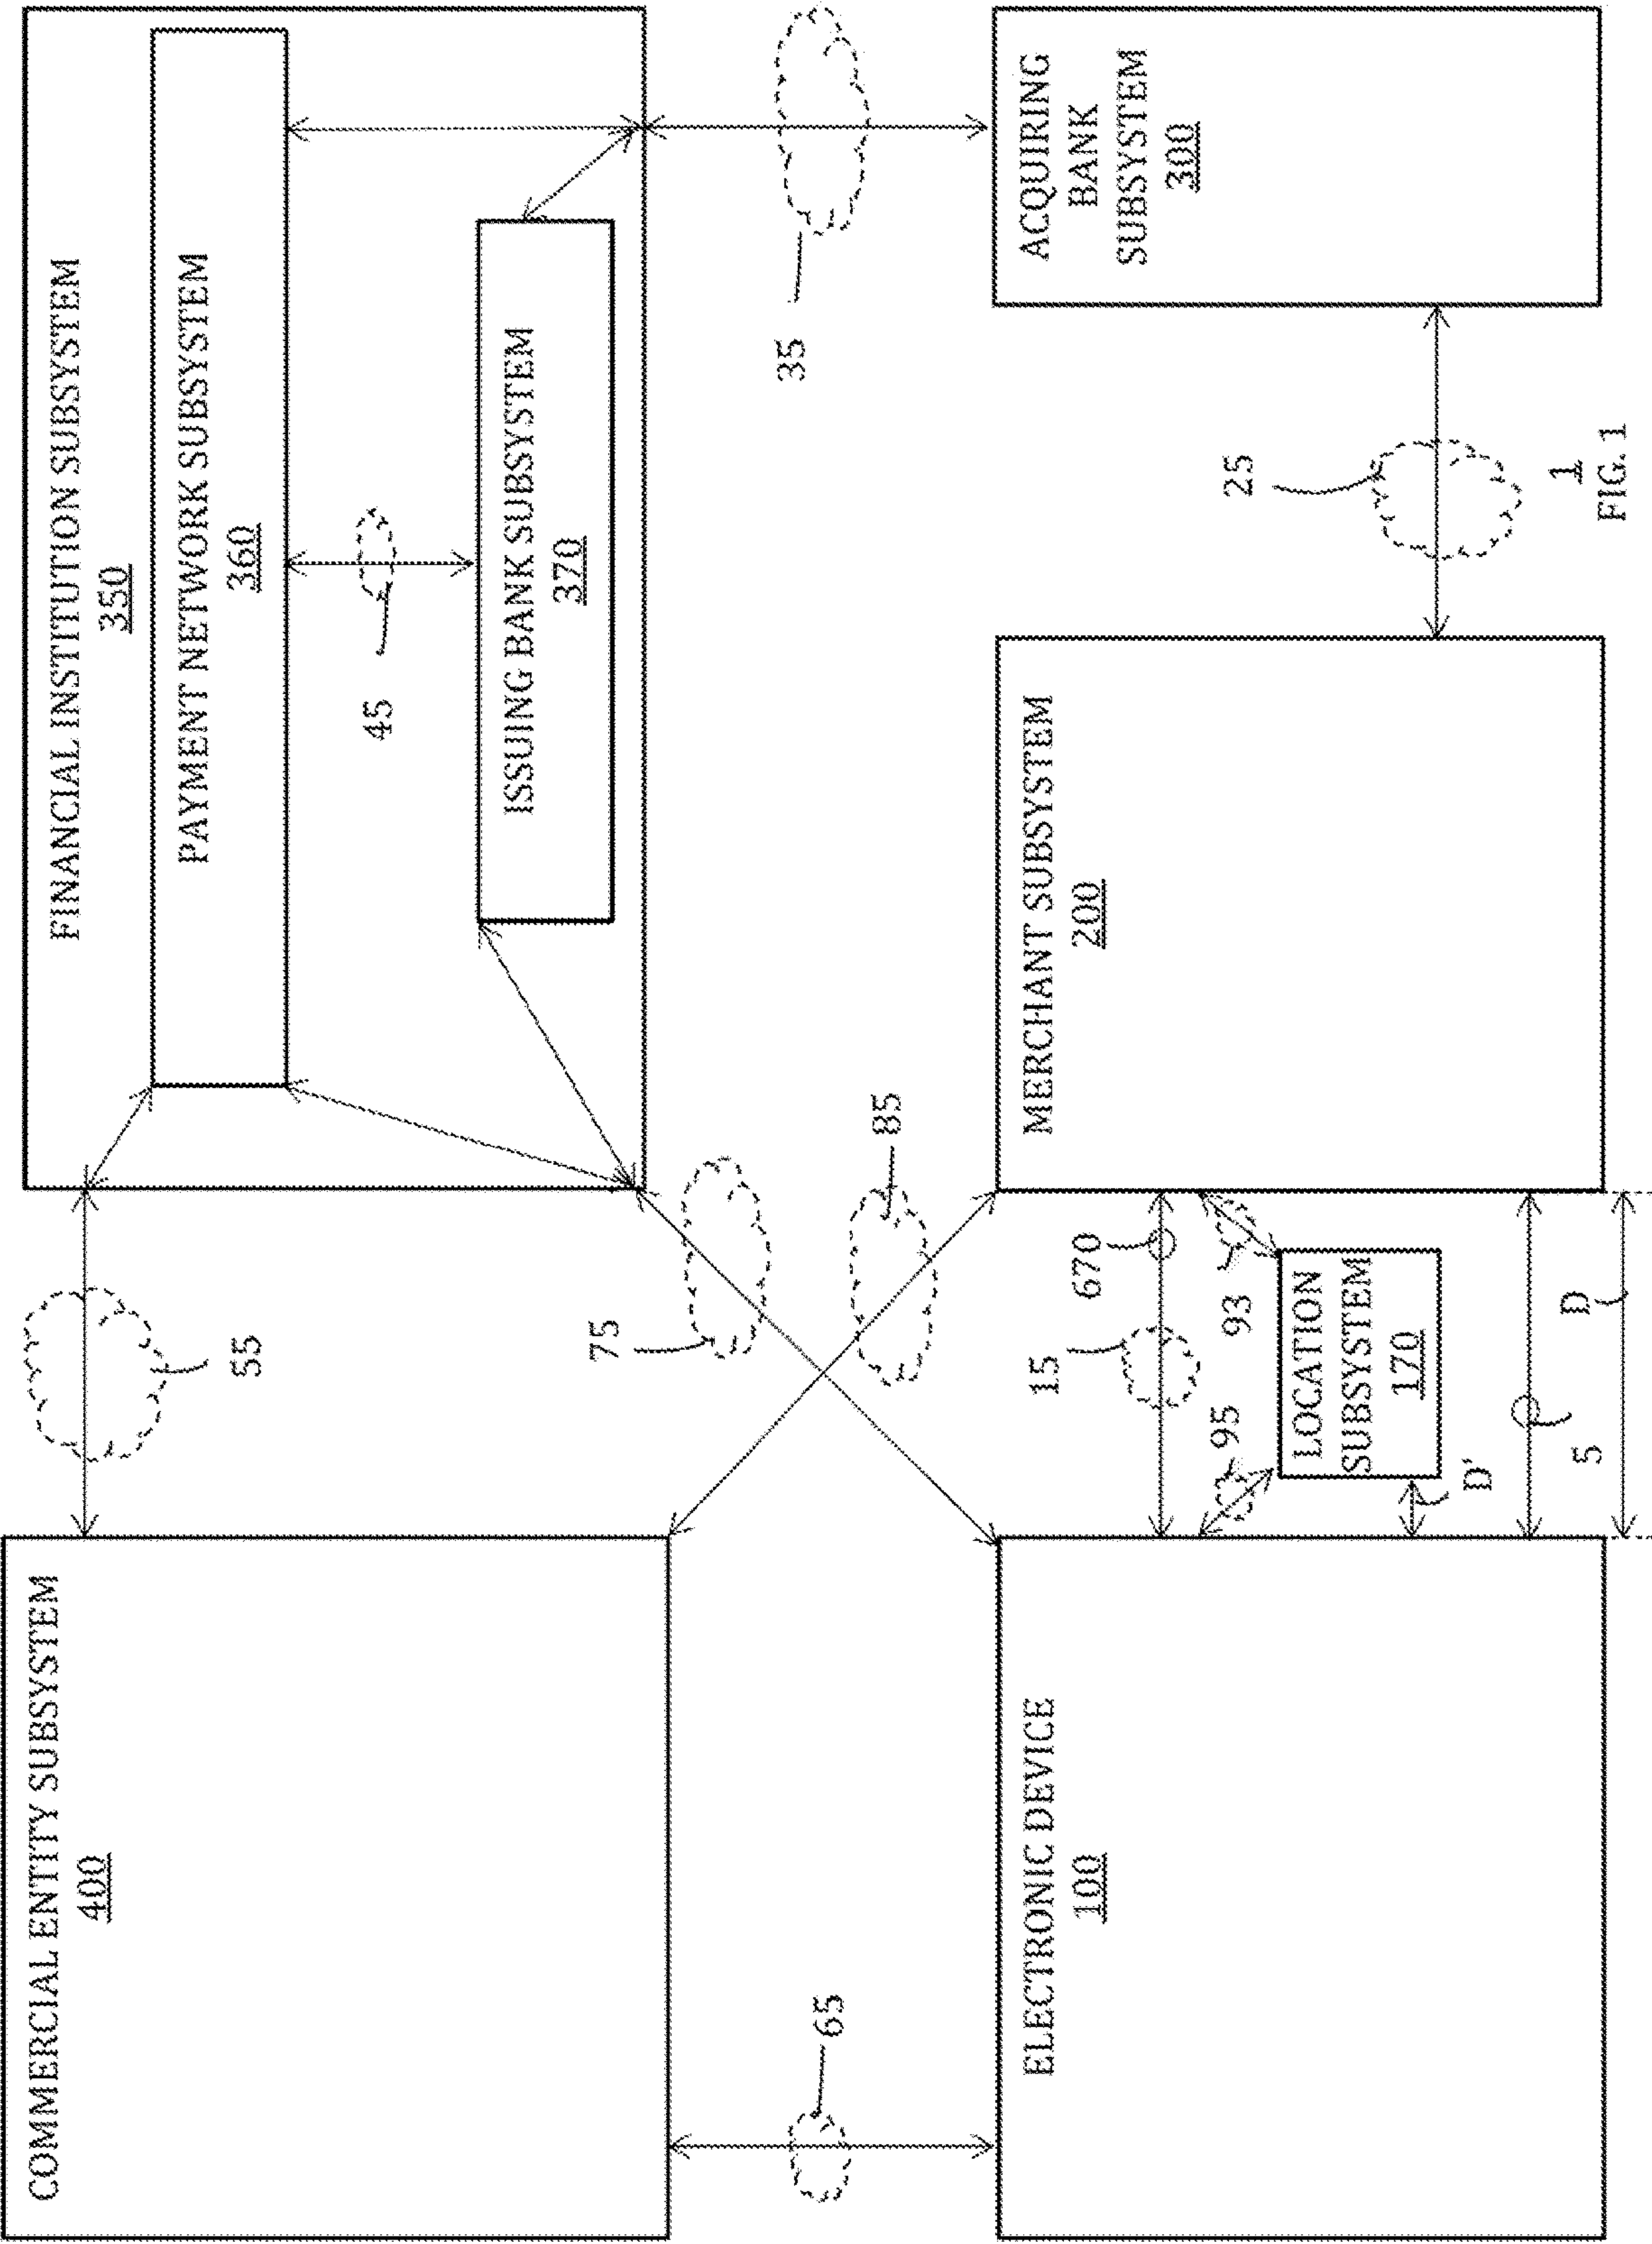 COMMERCIAL ENTITY SUBSYSTEM
400
55
FINANCIAL INSTITUTION SUBSYSTEM
350
PAYMENT NETWORK SUBSYSTEM
360
45
ISSUING BANK SUBSYSTEM
370
65
75
85
35
ELECTRONIC DEVICE
100
15
670
95
93
LOCATION
SUBSYSTEM
170
D'
5
D
MERCHANT SUBSYSTEM
200
25
ACQUIRING
BANK
SUBSYSTEM
300
1
FIG. 1